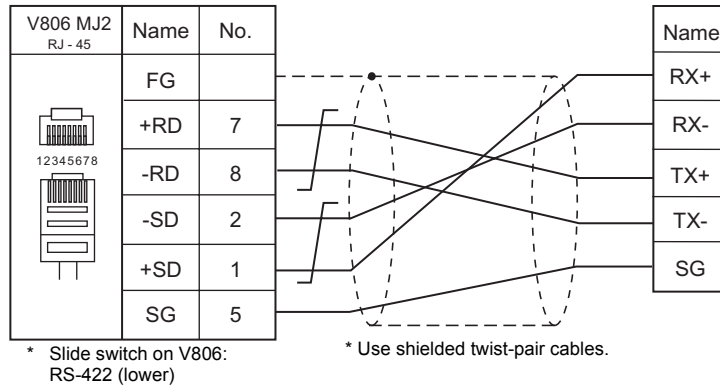 V806 MJ2 Name No. Name
RJ - 45
FG RX+
+RD 7 RX-
12345678
-RD 8 TX+
-SD 2 TX-
+SD 1 SG
SG 5
* Slide switch on V806:
RS-422 (lower)
* Use shielded twist-pair cables.